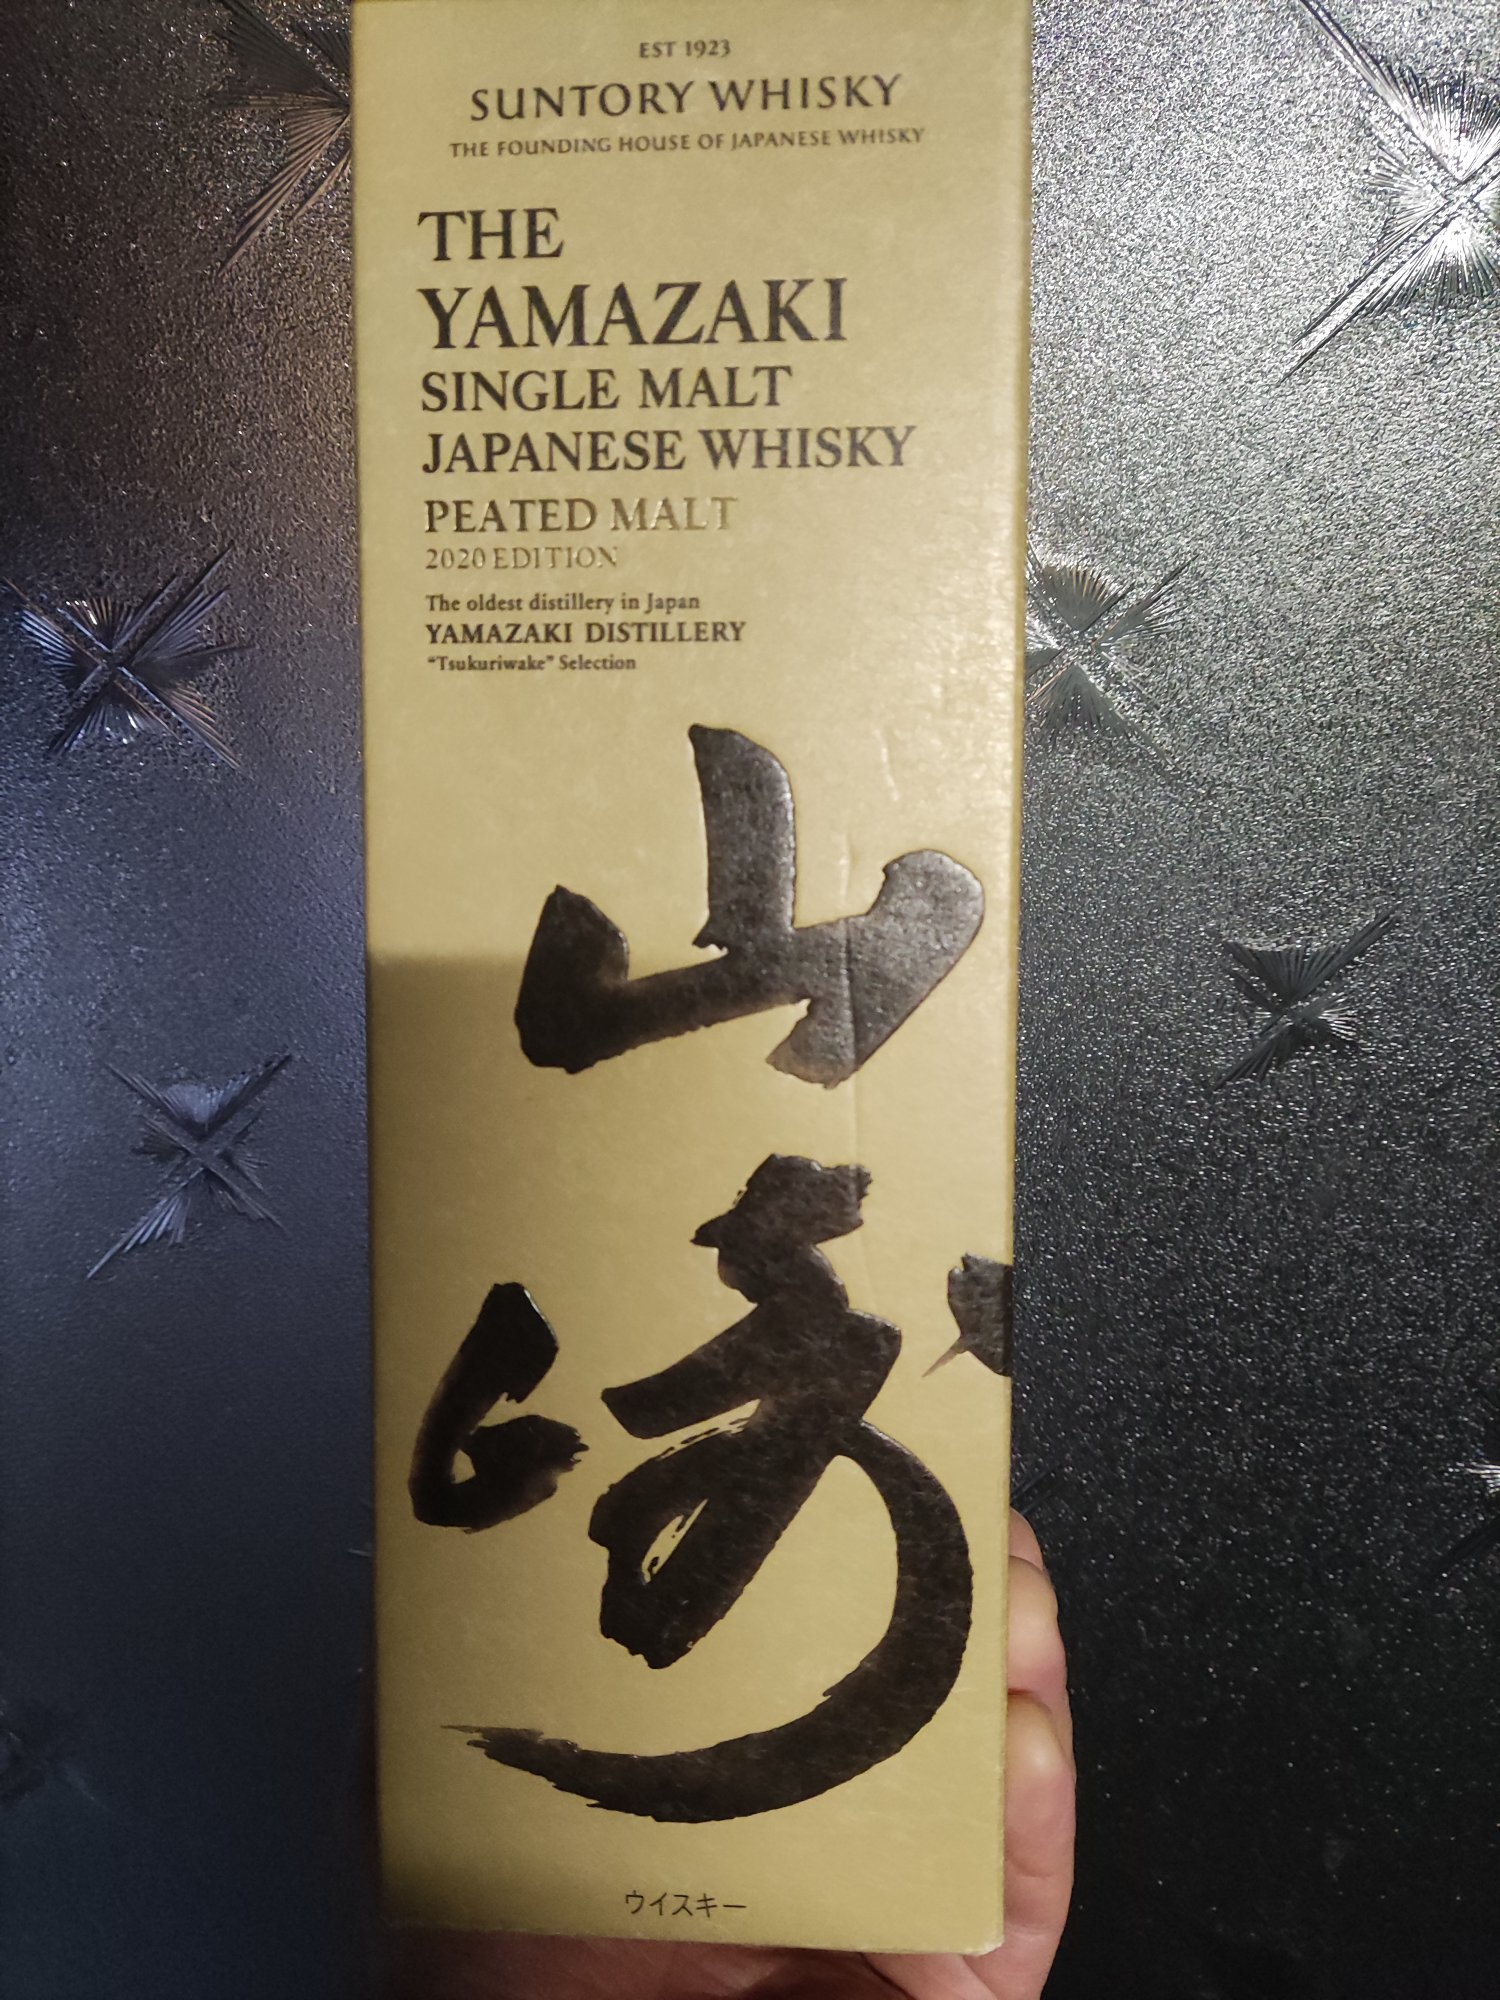 EST 1923
SUNTORY WHISKY
THE FOUNDING HOUSE OF JAPANESE WHISKY
THE
YAMAZAKI
SINGLE MALT
JAPANESE WHISKY
PEATED MALT
2020 EDITION
The oldest distillery in Japan
YAMAZAKI DISTILLERY
“Tsukuriwake” Selection
山
崎
ウイスキー